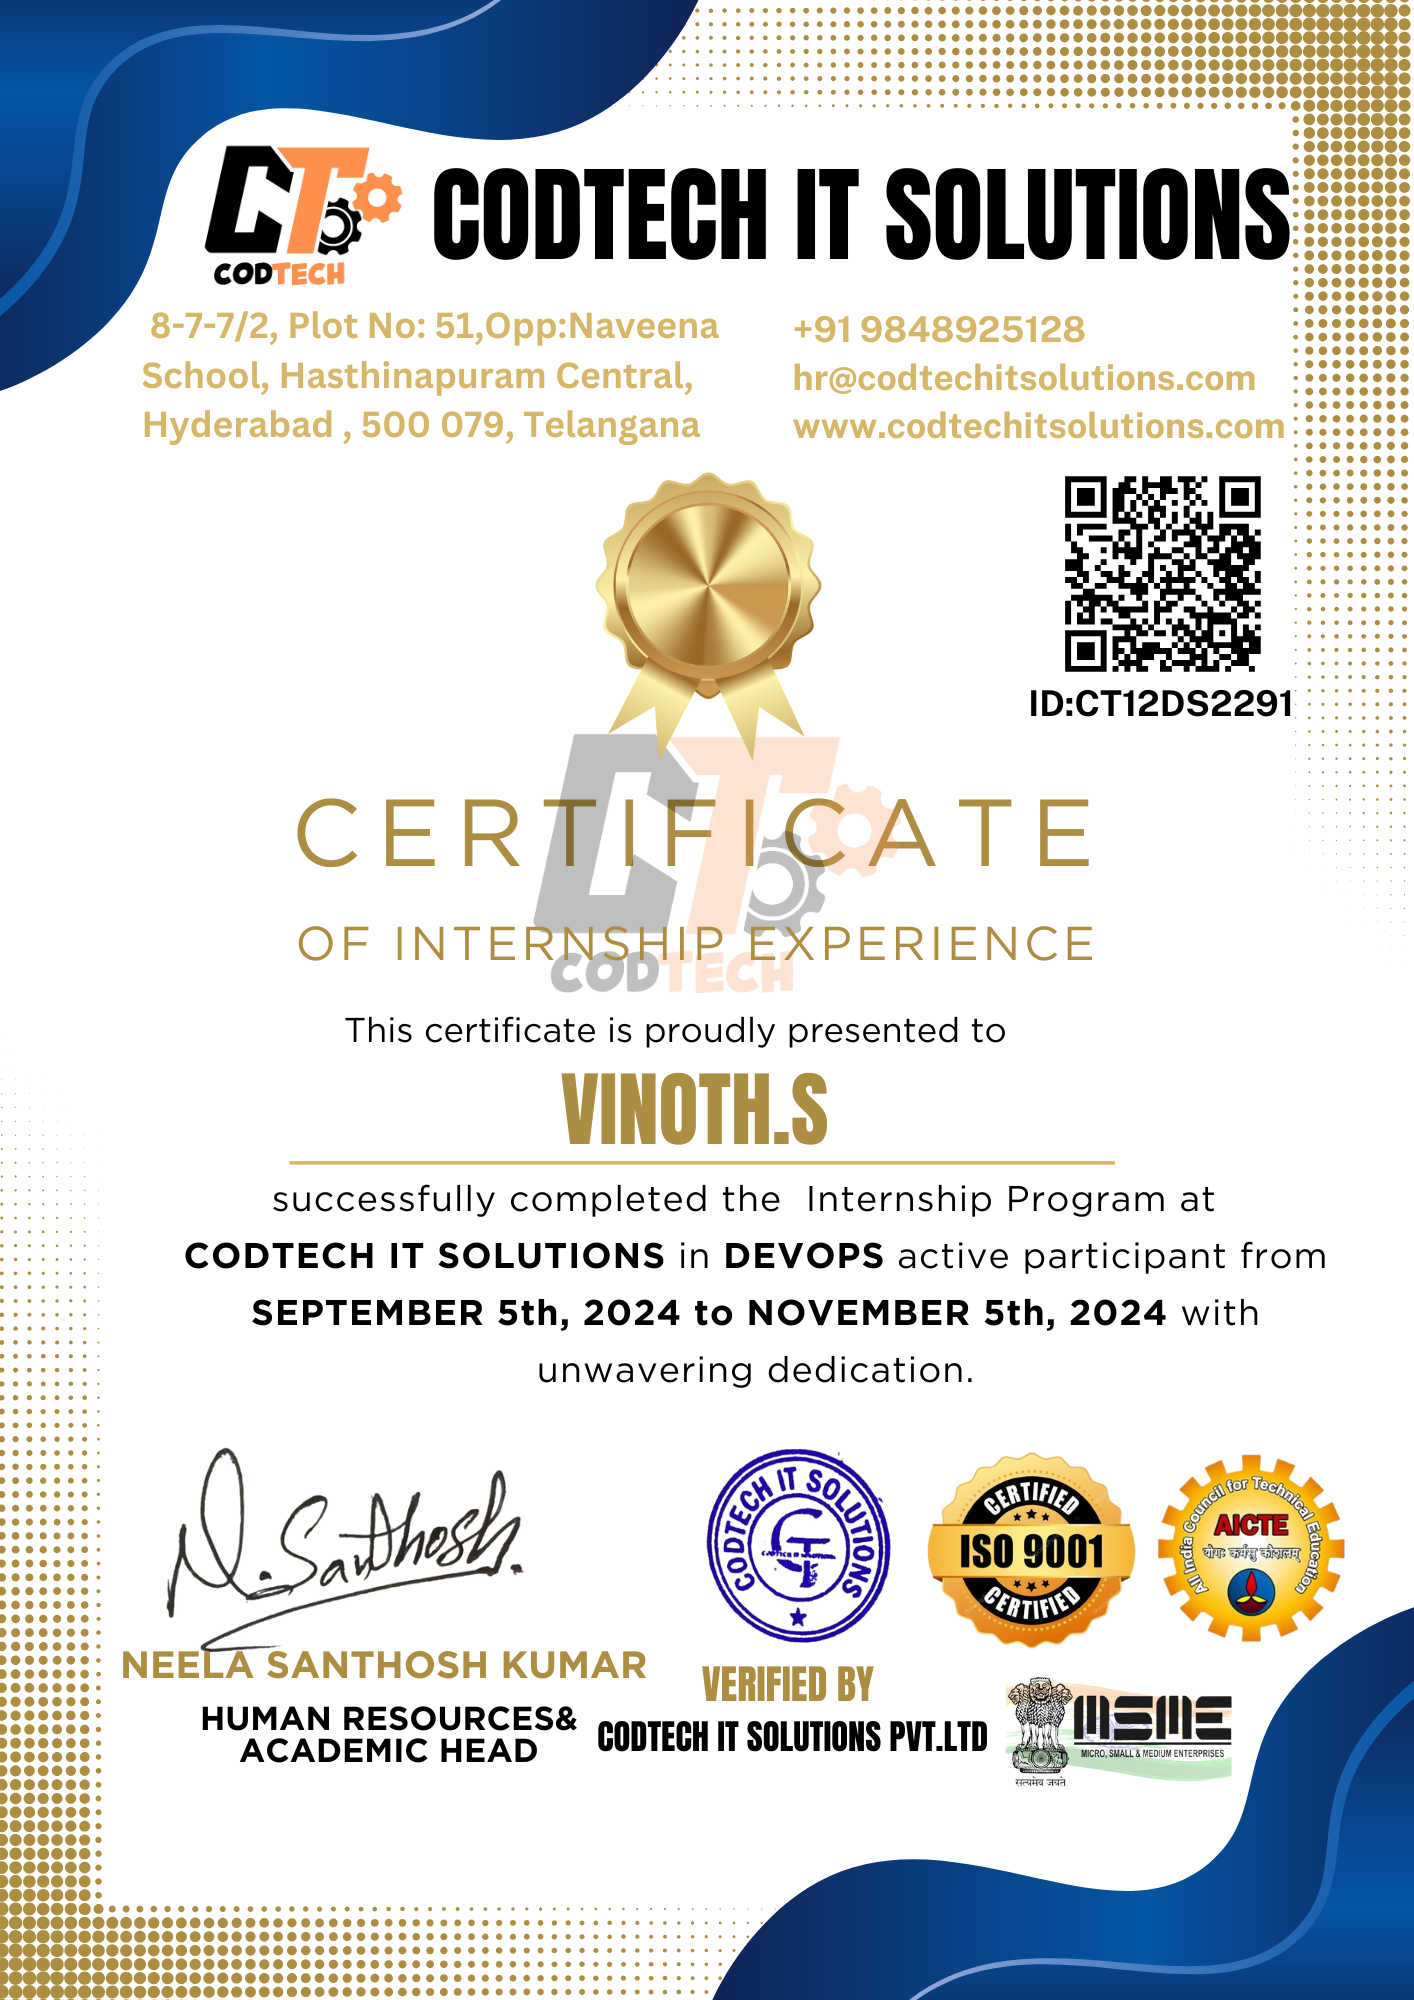 CT
CODTECH
CODTECH IT SOLUTIONS
8-7-7/2, Plot No: 51,Opp:Naveena
School, Hasthinapuram Central,
Hyderabad , 500 079, Telangana
+91 9848925128
hr@codtechitsolutions.com
www.codtechitsolutions.com
ID:CT12DS2291
CERTIFICATE
OF INTERNSHIP EXPERIENCE
CT
CODTECH
This certificate is proudly presented to
VINOTH.S
successfully completed the  Internship Program at
CODTECH IT SOLUTIONS in DEVOPS active participant from
SEPTEMBER 5th, 2024 to NOVEMBER 5th, 2024 with
unwavering dedication.
N.Santhosh.
NEELA SANTHOSH KUMAR
HUMAN RESOURCES&
ACADEMIC HEAD
CODTECH IT SOLUTIONS
CT
VERIFIED BY
CODTECH IT SOLUTIONS PVT.LTD
CERTIFIED
ISO 9001
CERTIFIED
All India Council for Technical Education
AICTE
योगः कर्मसु कौशलम्
MSME
MICRO, SMALL & MEDIUM ENTERPRISES
सत्यमेव जयते